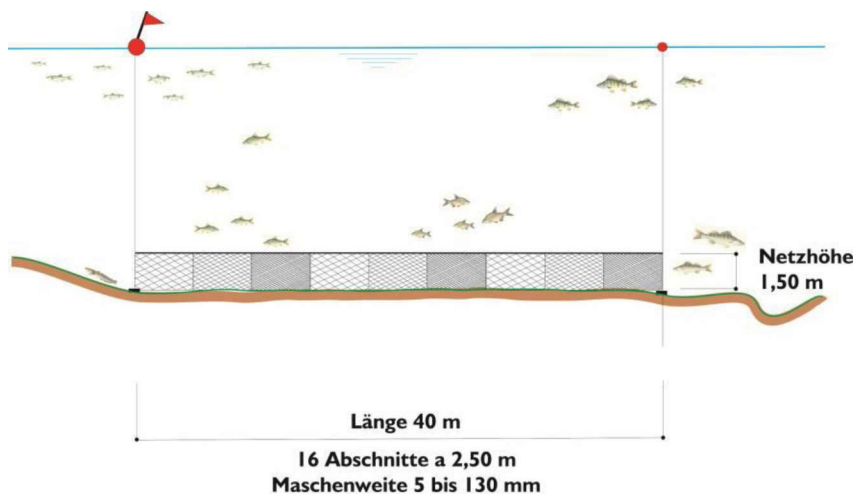 Netzhöhe
1,50 m
Länge 40 m
16 Abschnitte a 2,50 m
Maschenweite 5 bis 130 mm